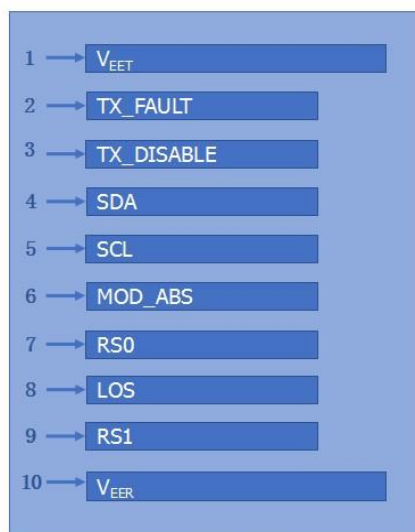 1 V_EET
2 TX_FAULT
3 TX_DISABLE
4 SDA
5 SCL
6 MOD_ABS
7 RS0
8 LOS
9 RS1
10 V_EER